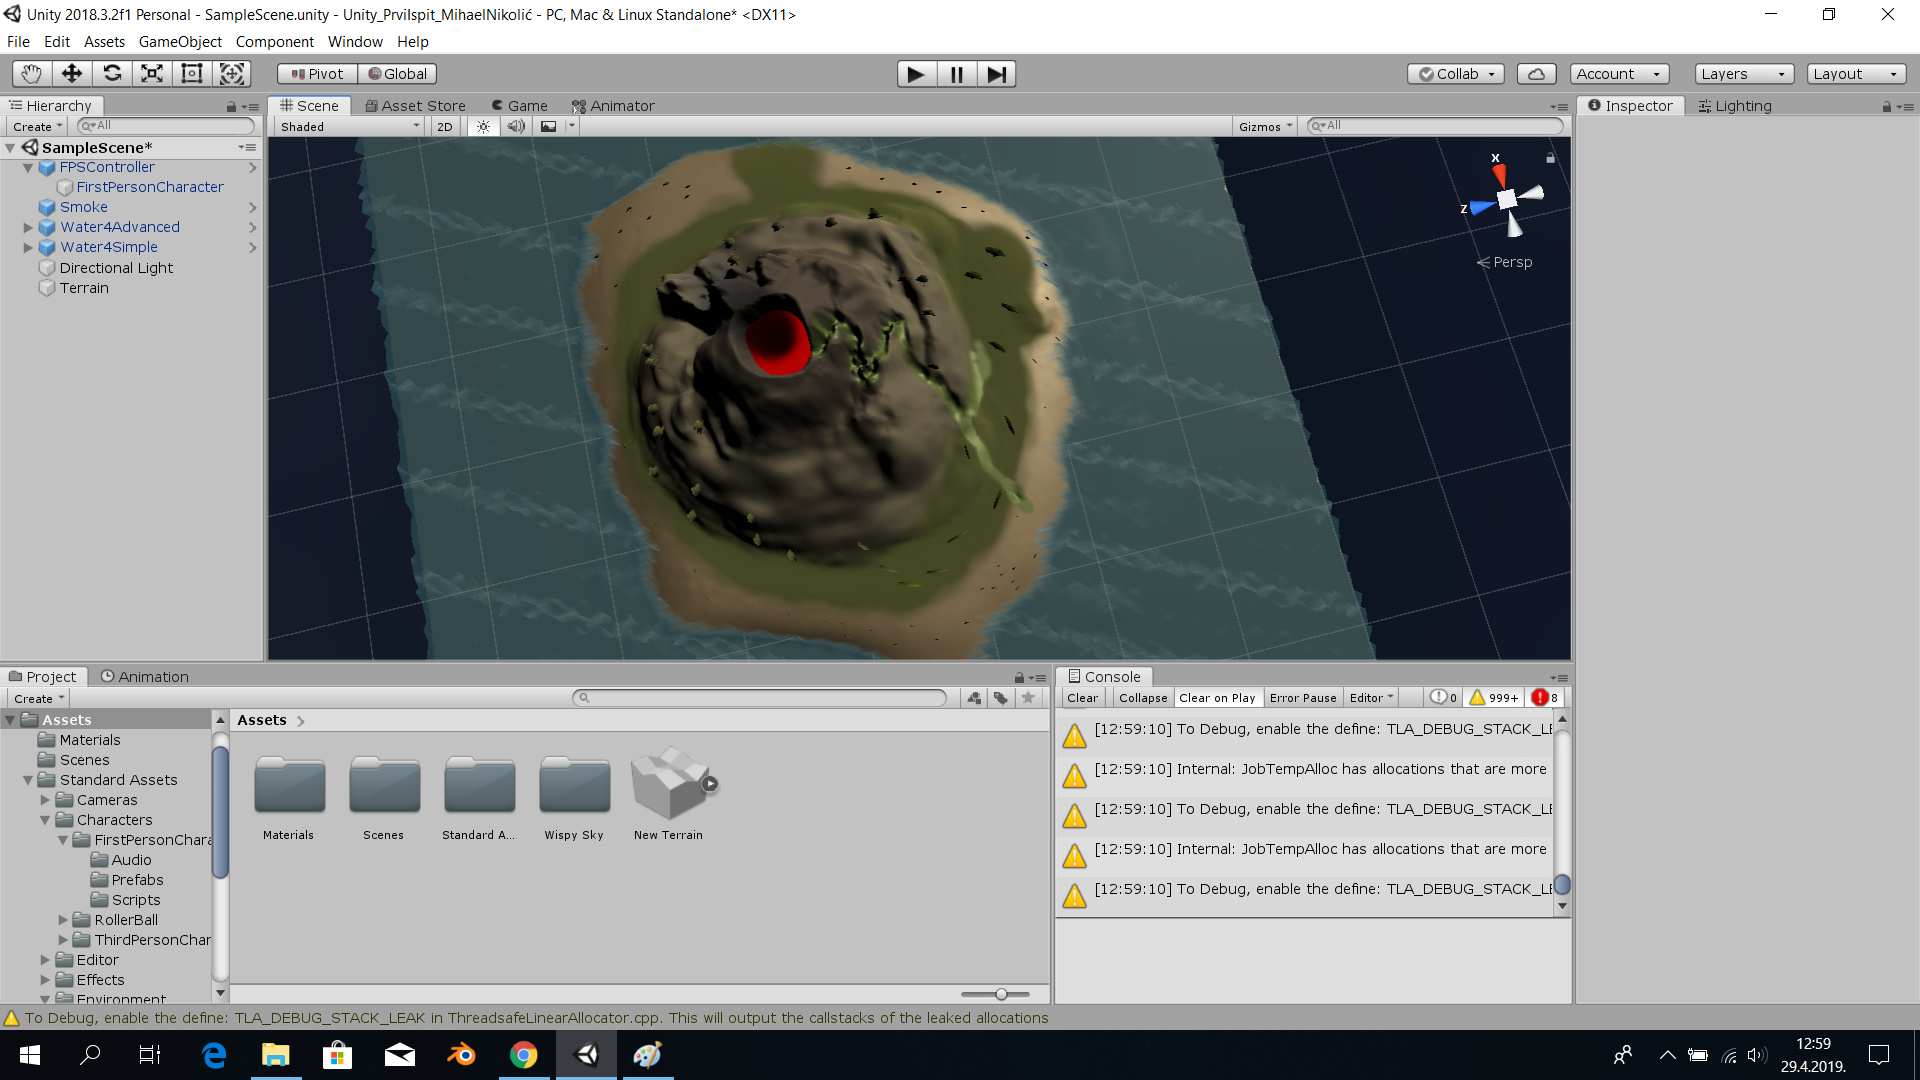 Unity 2018.3.2f1 Personal - SampleScene.unity - Unity_PrviIspit_MihaelNikolić - PC, Mac & Linux Standalone* <DX11>
File Edit Assets GameObject Component Window Help
Pivot Global Collab Account Layers Layout
Hierarchy
Create All
SampleScene*
FPSController
FirstPersonCharacter
Smoke
Water4Advanced
Water4Simple
Directional Light
Terrain
Scene Asset Store Game Animator
Shaded 2D Gizmos All
x
z
Persp
Inspector Lighting
Project Animation
Create
Assets
Materials
Scenes
Standard Assets
Cameras
Characters
FirstPersonChara
Audio
Prefabs
Scripts
RollerBall
ThirdPersonChar
Editor
Effects
Environment
Assets
Materials Scenes Standard A... Wispy Sky New Terrain
Console
Clear Collapse Clear on Play Error Pause Editor 0 999+ 8
[12:59:10] To Debug, enable the define: TLA_DEBUG_STACK_LE
[12:59:10] Internal: JobTempAlloc has allocations that are more
[12:59:10] To Debug, enable the define: TLA_DEBUG_STACK_LE
[12:59:10] Internal: JobTempAlloc has allocations that are more
[12:59:10] To Debug, enable the define: TLA_DEBUG_STACK_LE
To Debug, enable the define: TLA_DEBUG_STACK_LEAK in ThreadsafeLinearAllocator.cpp. This will output the callstacks of the leaked allocations
12:59
29.4.2019.